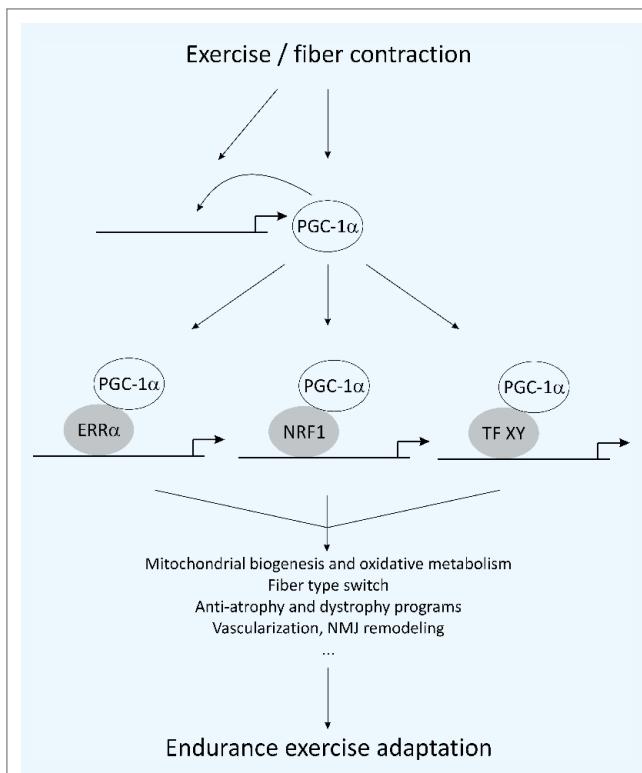 Exercise / fiber contraction
PGC-1α
PGC-1α
PGC-1α
PGC-1α
ERRα
NRF1
TF XY
Mitochondrial biogenesis and oxidative metabolism
Fiber type switch
Anti-atrophy and dystrophy programs
Vascularization, NMJ remodeling
...
Endurance exercise adaptation